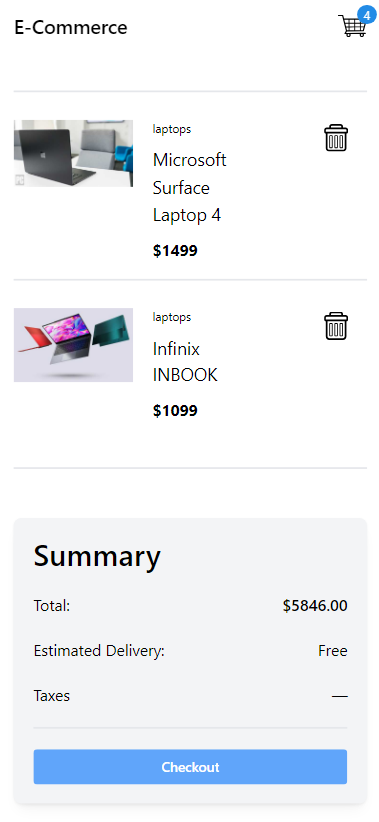 E-Commerce
4
laptops
Microsoft
Surface
Laptop 4
$1499
laptops
Infinix
INBOOK
$1099
Summary
Total: $5846.00
Estimated Delivery: Free
Taxes —
Checkout